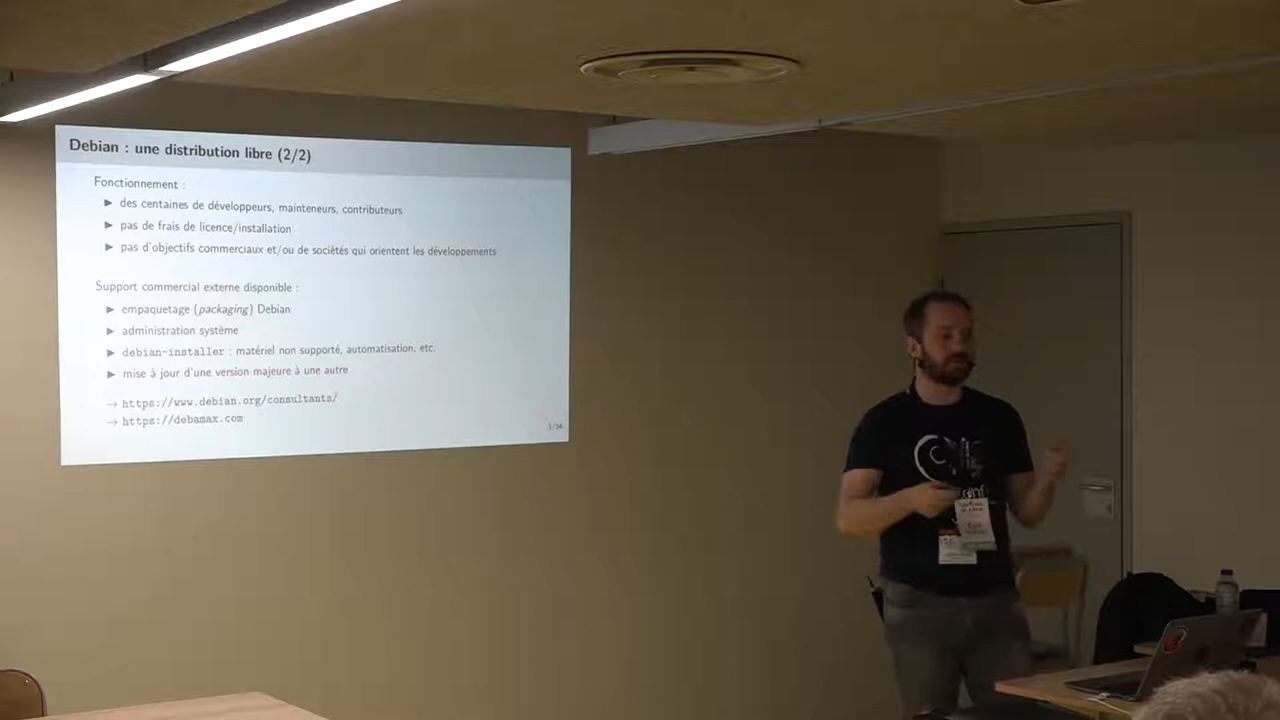 Debian : une distribution libre (2/2)
Fonctionnement :
▶ des centaines de développeurs, mainteneurs, contributeurs
▶ pas de frais de licence/installation
▶ pas d'objectifs commerciaux et/ou de sociétés qui orientent les développements
Support commercial externe disponible :
▶ empaquetage (packaging) Debian
▶ administration système
▶ debian-installer : matériel non supporté, automatisation, etc.
▶ mise à jour d'une version majeure à une autre
→ https://www.debian.org/consultants/
→ https://debamax.com